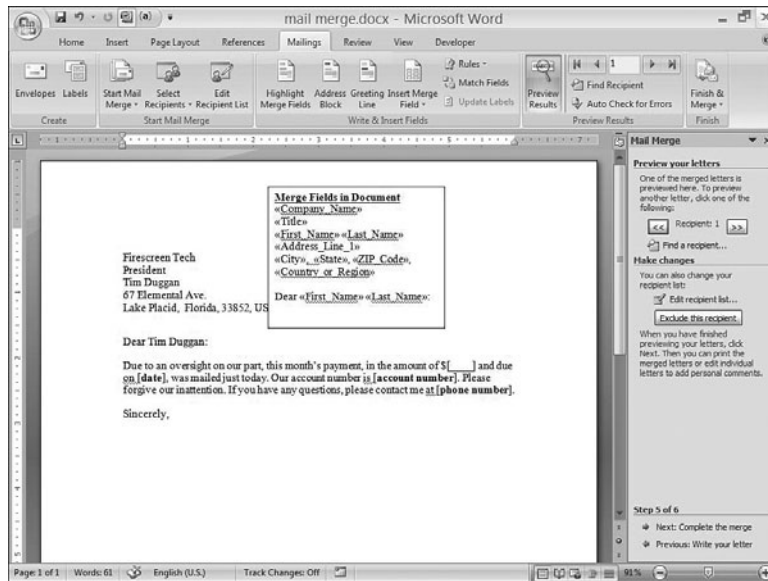 mail merge.docx - Microsoft Word
Home Insert Page Layout References Mailings Review View Developer
Envelopes Labels
Create
Start Mail Merge Select Recipients Edit Recipient List
Start Mail Merge
Highlight Merge Fields Address Block Greeting Line Insert Merge Field
Rules
Match Fields
Update Labels
Write & Insert Fields
Preview Results
1
Find Recipient
Auto Check for Errors
Preview Results
Finish & Merge
Finish
Merge Fields in Document
«Company_Name»
«Title»
«First_Name» «Last_Name»
«Address_Line_1»
«City», «State», «ZIP_Code»,
«Country_or_Region»
Dear «First_Name» «Last_Name»:
Firescreen Tech
President
Tim Duggan
67 Elemental Ave.
Lake Placid, Florida, 33852, US
Dear Tim Duggan:
Due to an oversight on our part, this month's payment, in the amount of $[____] and due
on [date], was mailed just today. Our account number is [account number]. Please
forgive our inattention. If you have any questions, please contact me at [phone number].
Sincerely,
Mail Merge
Preview your letters
One of the merged letters is
previewed here. To preview
another letter, click one of the
following:
<< Recipient: 1 >>
Find a recipient...
Make changes
You can also change your
recipient list:
Edit recipient list...
Exclude this recipient
When you have finished
previewing your letters, click
Next. Then you can print the
merged letters or edit individual
letters to add personal comments.
Step 5 of 6
Next: Complete the merge
Previous: Write your letter
Page: 1 of 1 Words: 61 English (U.S.) Track Changes: Off 91%